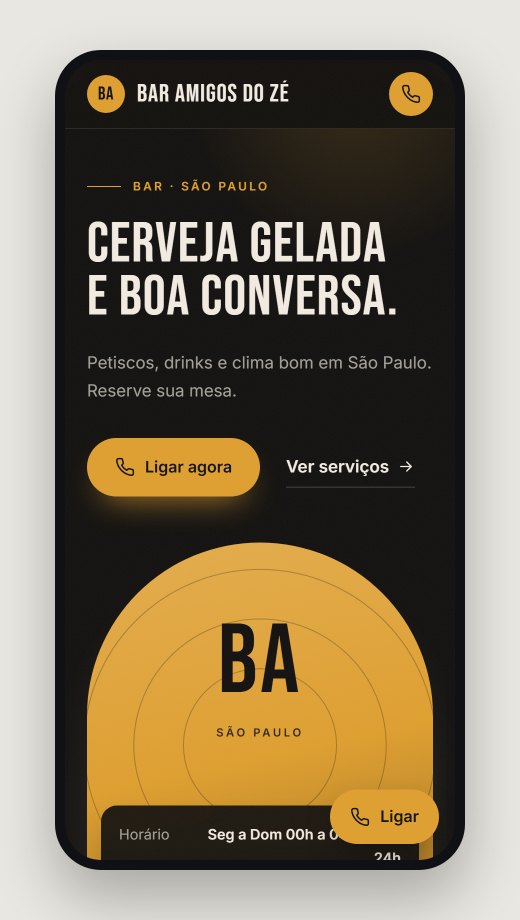 BA BAR AMIGOS DO ZÉ
BAR · SÃO PAULO
CERVEJA GELADA
E BOA CONVERSA.
Petiscos, drinks e clima bom em São Paulo.
Reserve sua mesa.
Ligar agora
Ver serviços →
BA
SÃO PAULO
Horário
Seg a Dom 00h a
24h
Ligar